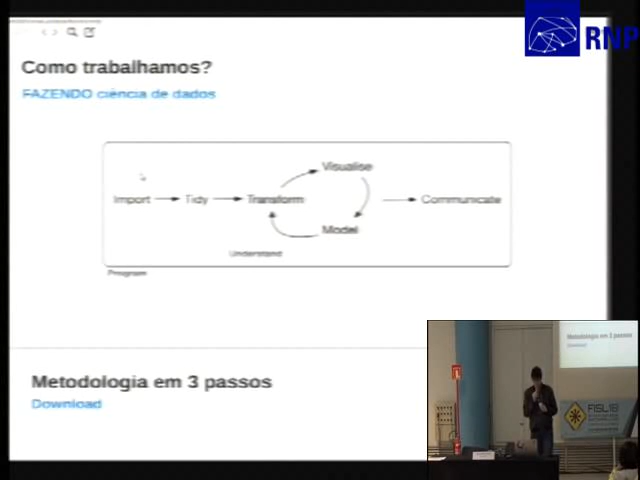 RNP
Como trabalhamos?
FAZENDO ciência de dados
Visualise
Import
Tidy
Transform
Communicate
Model
Understand
Program
Metodologia em 3 passos
Download
Metodologia em 3 passos
Download
FISL16